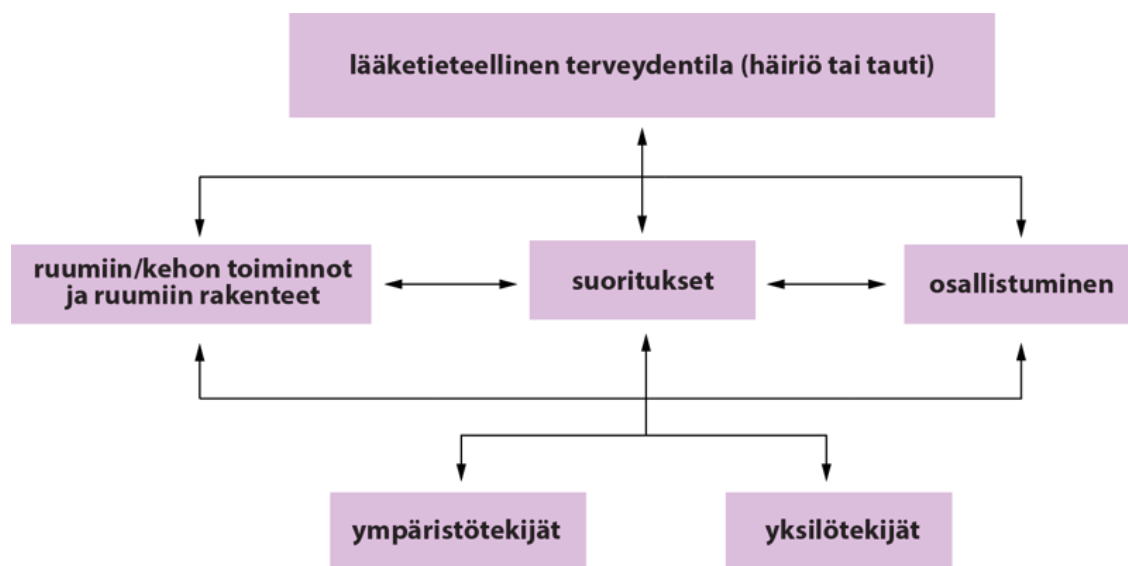 lääketieteellinen terveydentila (häiriö tai tauti)
ruumiin/kehon toiminnot
ja ruumiin rakenteet
suoritukset
osallistuminen
ympäristötekijät
yksilötekijät